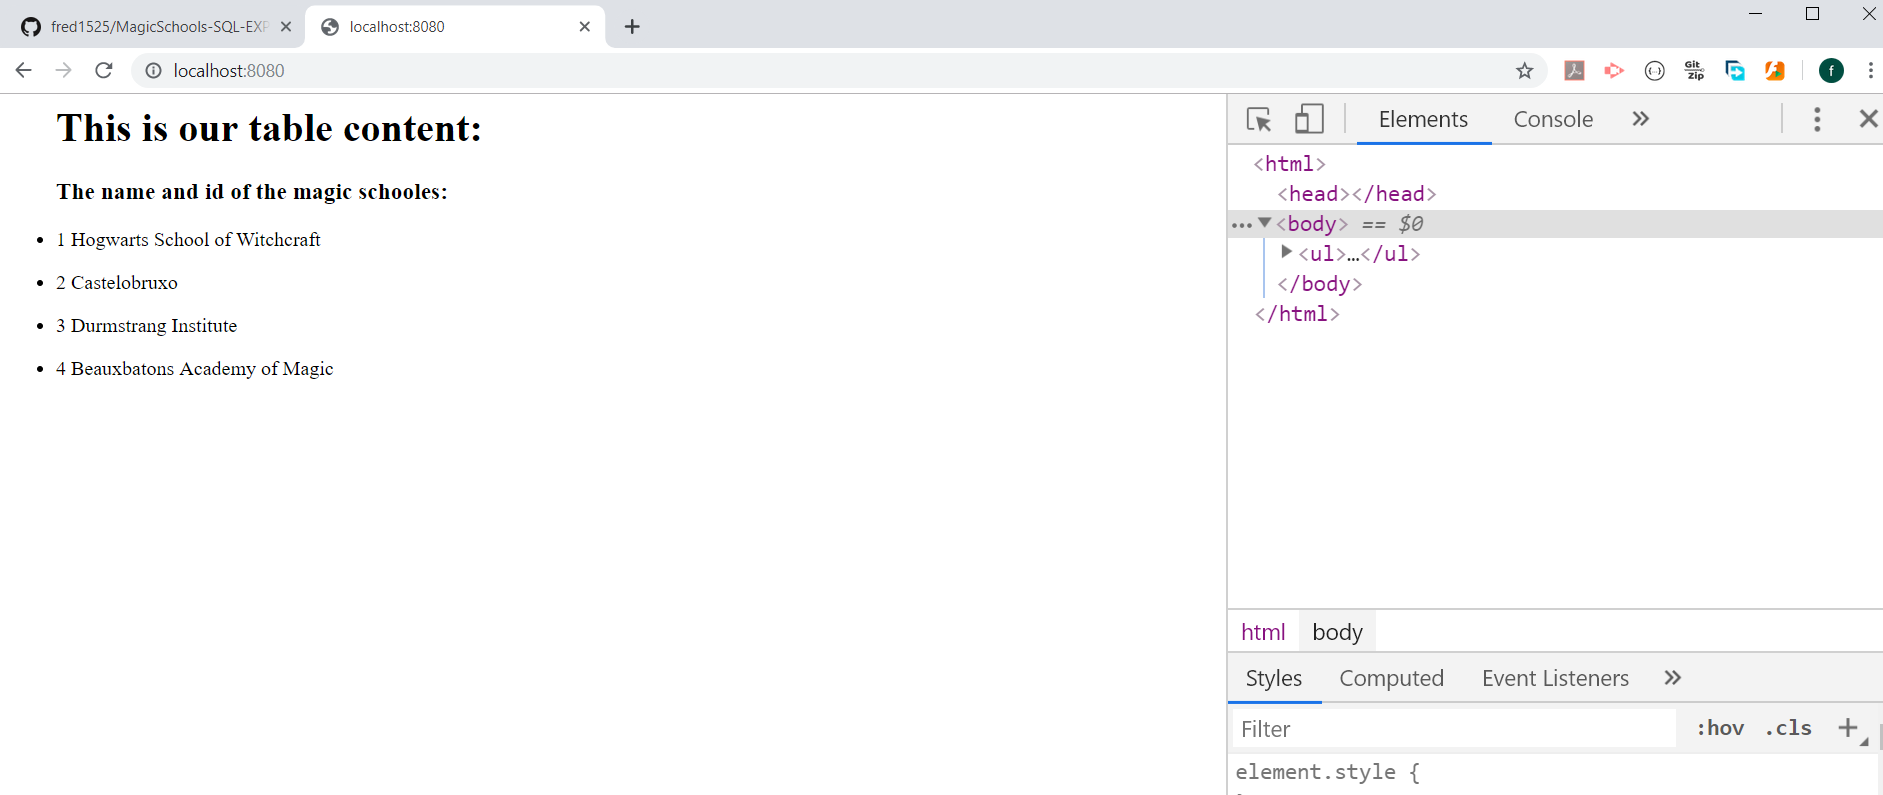 fred1525/MagicSchools-SQL-EXP
localhost:8080
localhost:8080
Git
Zip
f
This is our table content:
The name and id of the magic schooles:
• 1 Hogwarts School of Witchcraft
• 2 Castelobruxo
• 3 Durmstrang Institute
• 4 Beauxbatons Academy of Magic
Elements Console »
<html>
<head></head>
… ▼<body> == $0
▶<ul>…</ul>
</body>
</html>
html body
Styles Computed Event Listeners »
Filter :hov .cls +
element.style {